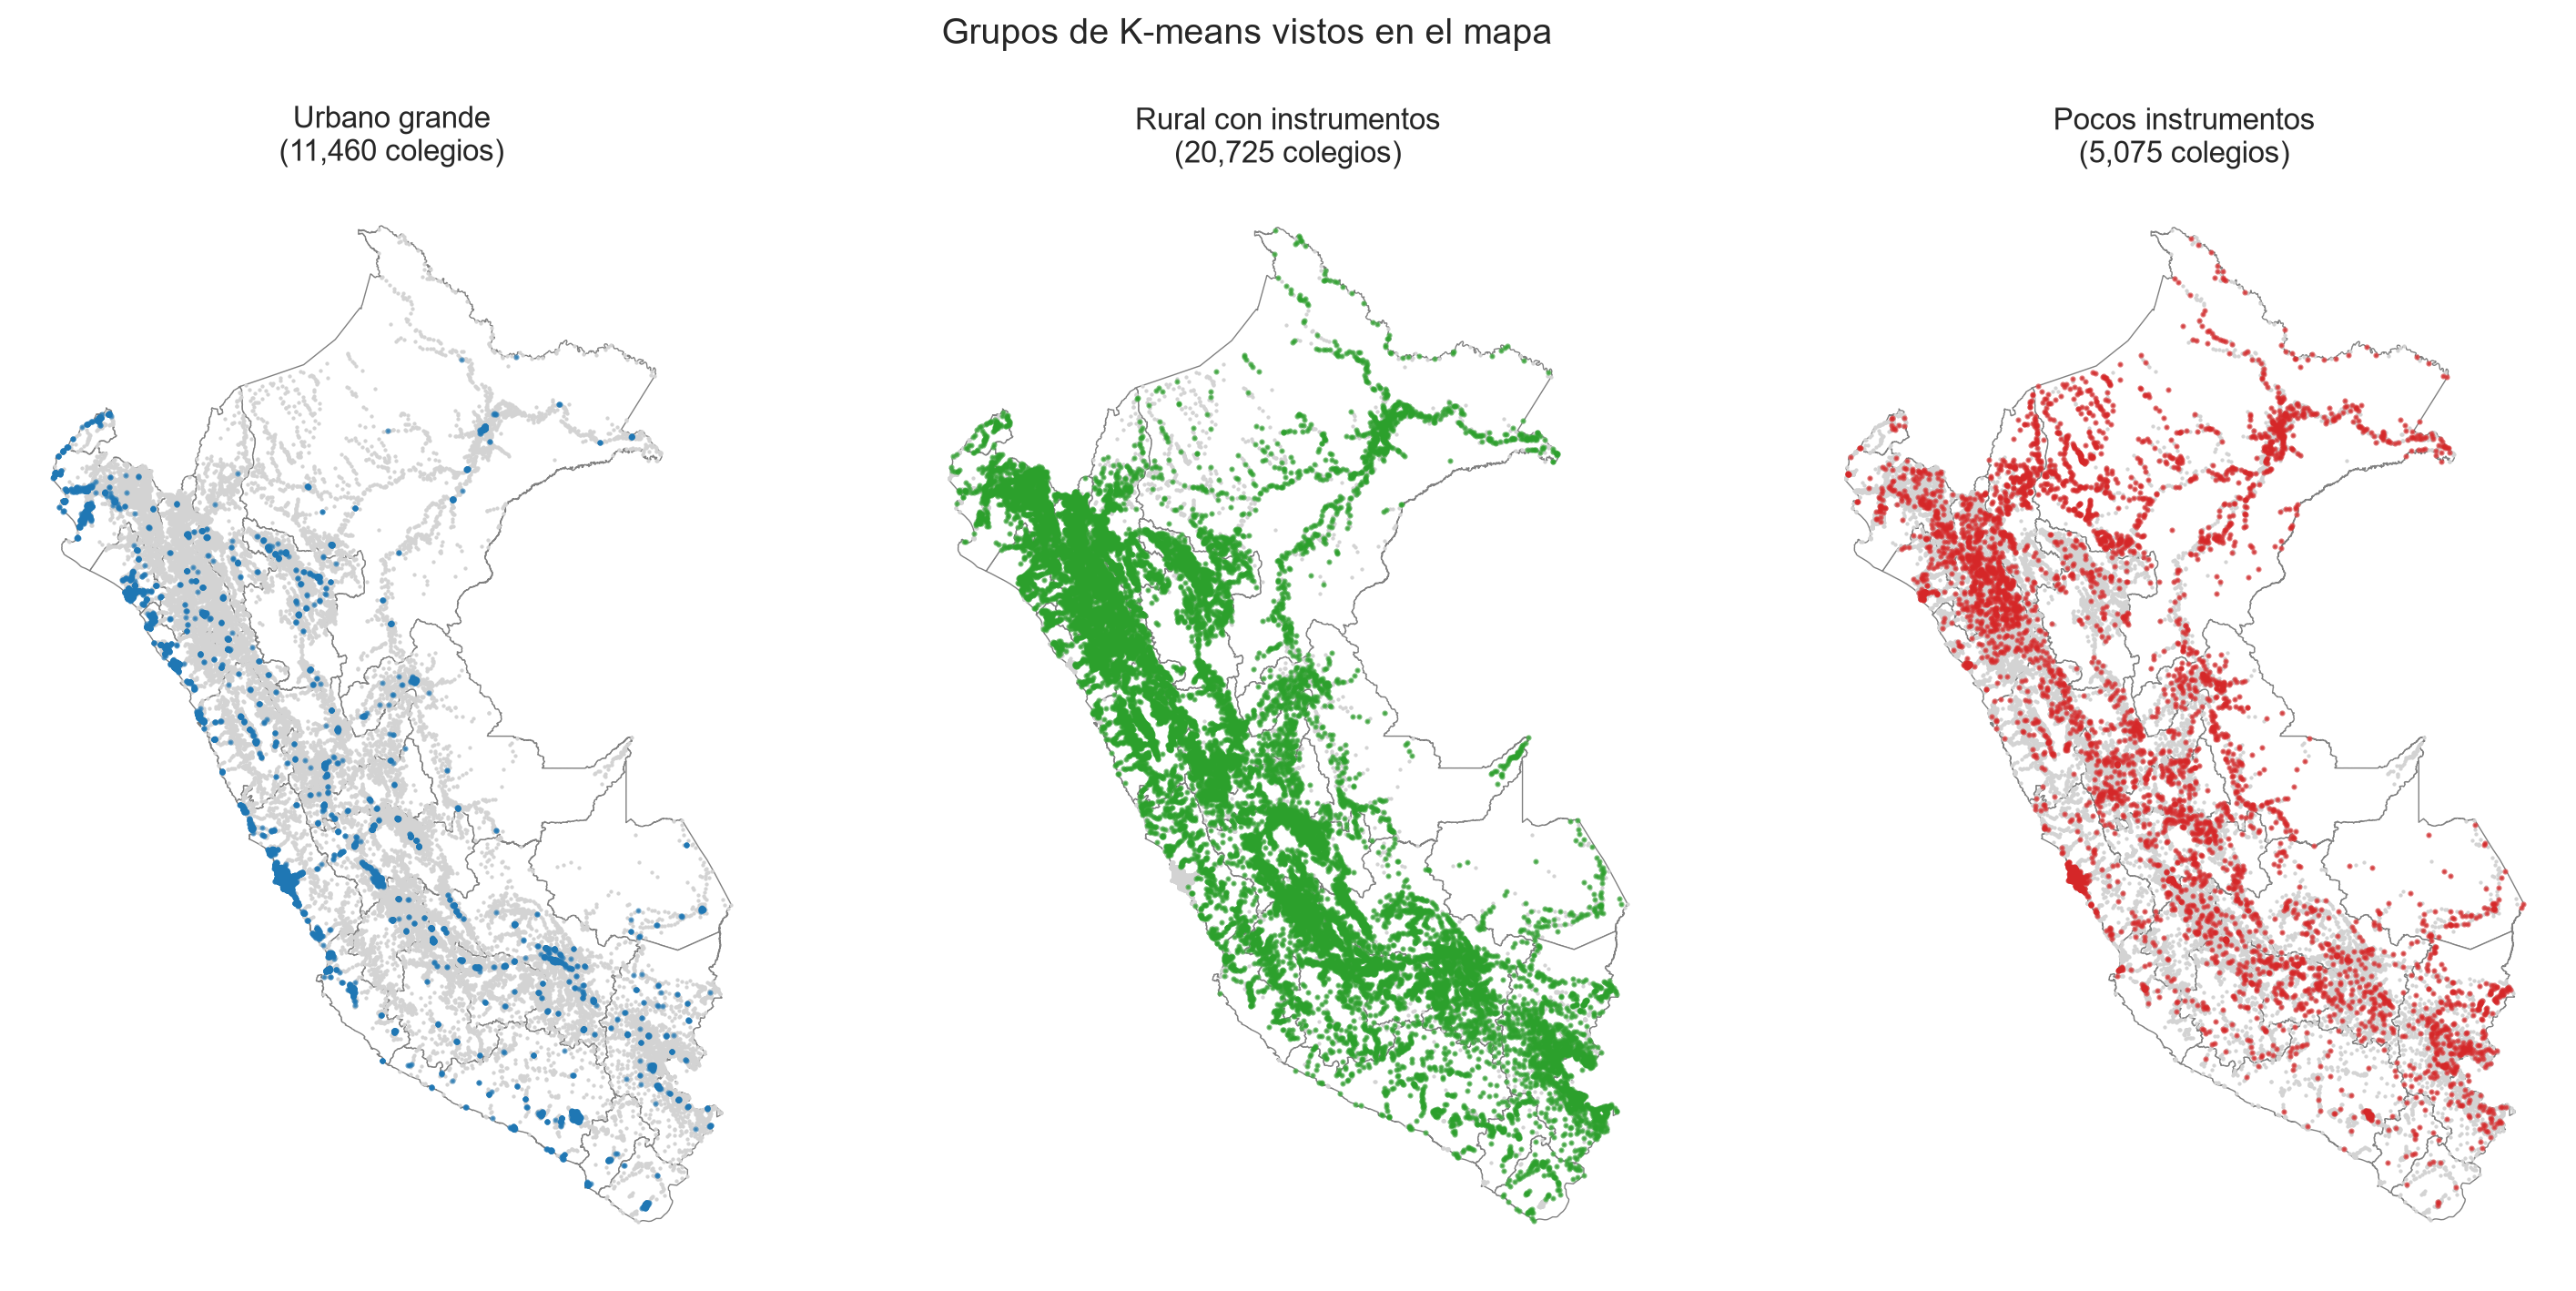 Grupos de K-means vistos en el mapa
Urbano grande
(11,460 colegios)
Rural con instrumentos
(20,725 colegios)
Pocos instrumentos
(5,075 colegios)